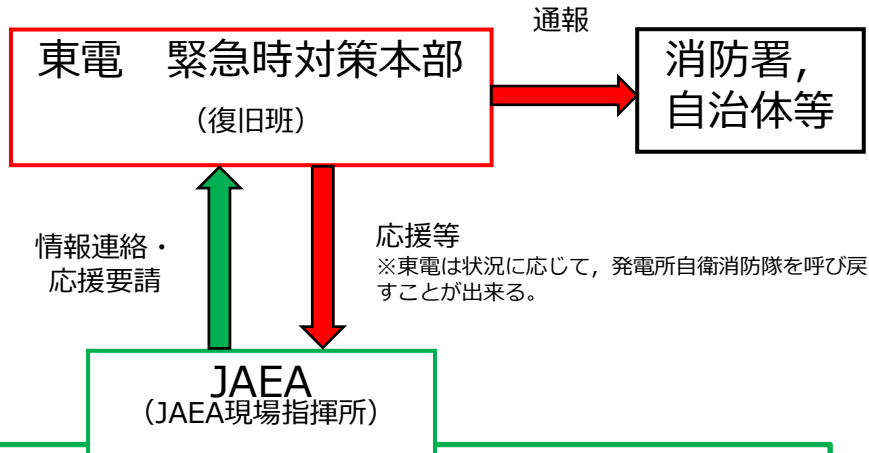 通報
東電　緊急時対策本部
（復旧班）
消防署，
自治体等
情報連絡・
応援要請
応援等
※東電は状況に応じて，発電所自衛消防隊を呼び戻
すことが出来る。
JAEA
（JAEA現場指揮所）